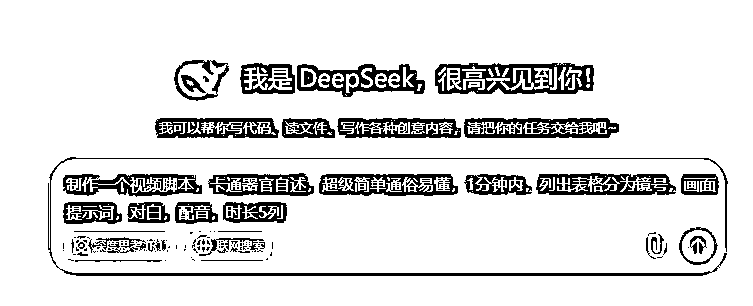 我是 DeepSeek，很高兴见到你！
我可以帮你写代码、读文件、写作各种创意内容，请把你的任务交给我吧~
制作一个视频脚本，卡通器官自述，超级简单通俗易懂，1分钟内，列出表格分为镜号，画面
提示词，对白，配音，时长5列
深度思考(R1) 联网搜索